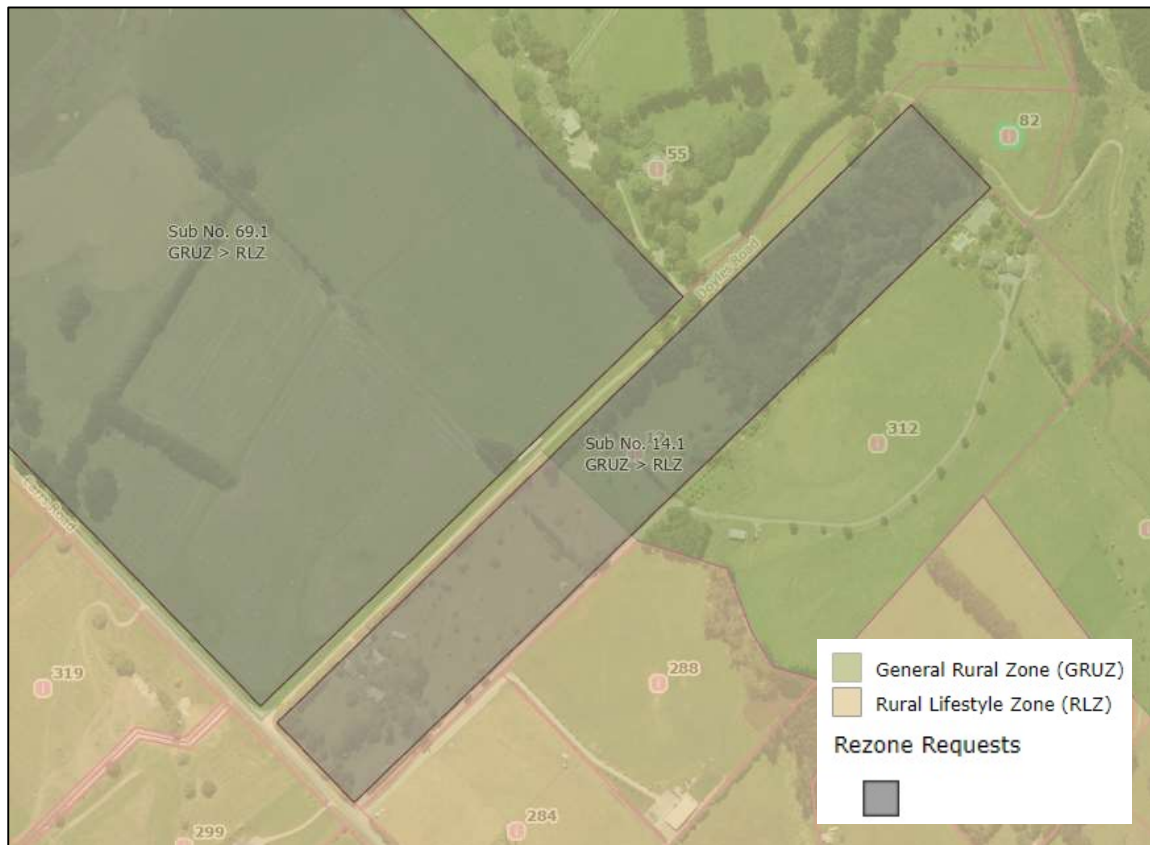 82
55
Sub No. 69.1
GRUZ > RLZ
Doyles Road
312
Sub No. 14.1
GRUZ > RLZ
319
288
General Rural Zone (GRUZ)
Rural Lifestyle Zone (RLZ)
Rezone Requests
284
299